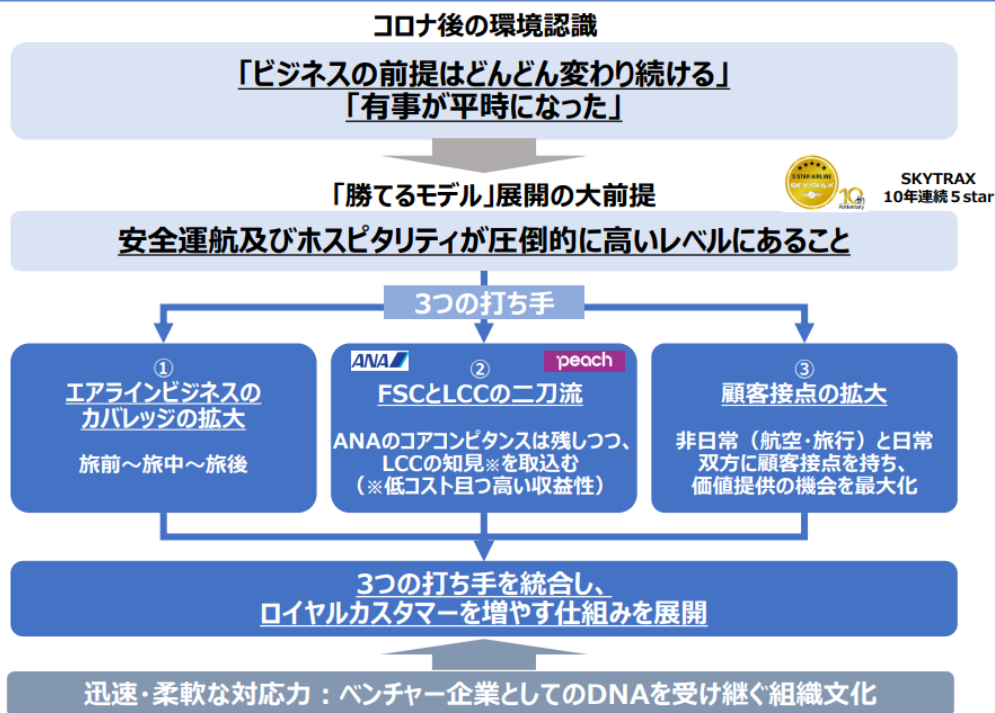 コロナ後の環境認識
「ビジネスの前提はどんどん変わり続ける」
「有事が平時になった」
「勝てるモデル」展開の大前提
5 STAR AIRLINE
SKYTRAX
10th
Anniversary
SKYTRAX
10年連続5star
安全運航及びホスピタリティが圧倒的に高いレベルにあること
3つの打ち手
①
エアラインビジネスの
カバレッジの拡大
旅前～旅中～旅後
ANA
peach
②
FSCとLCCの二刀流
ANAのコアコンピタンスは残しつつ、
LCCの知見※を取込む
（※低コスト且つ高い収益性）
③
顧客接点の拡大
非日常（航空・旅行）と日常
双方に顧客接点を持ち、
価値提供の機会を最大化
3つの打ち手を統合し、
ロイヤルカスタマーを増やす仕組みを展開
迅速・柔軟な対応力：ベンチャー企業としてのDNAを受け継ぐ組織文化